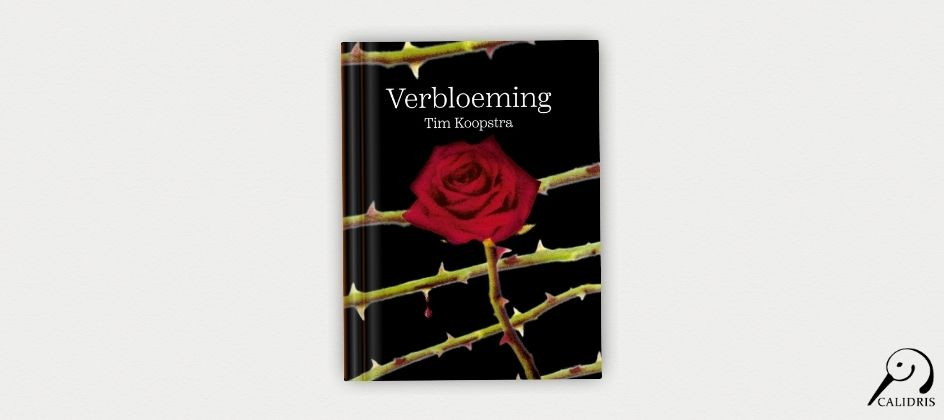 Verbloeming
Tim Koopstra
CALIDRIS